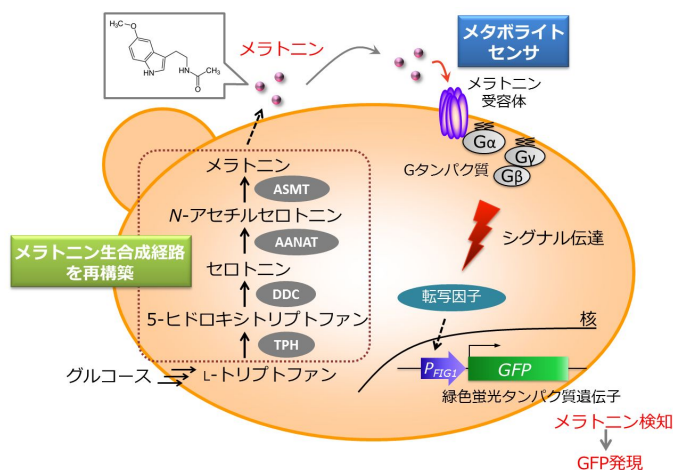 メラトニン
メタボライト
センサ
CH₃
O
N
H
NH
CH₃
O
メラトニン
受容体
Gα
Gγ
Gβ
Gタンパク質
メラトニン
ASMT
N-アセチルセロトニン
AANAT
セロトニン
DDC
5-ヒドロキシトリプトファン
TPH
グルコース
L-トリプトファン
メラトニン生合成経路
を再構築
シグナル伝達
転写因子
核
PFIG1
GFP
緑色蛍光タンパク質遺伝子
メラトニン検知
GFP発現